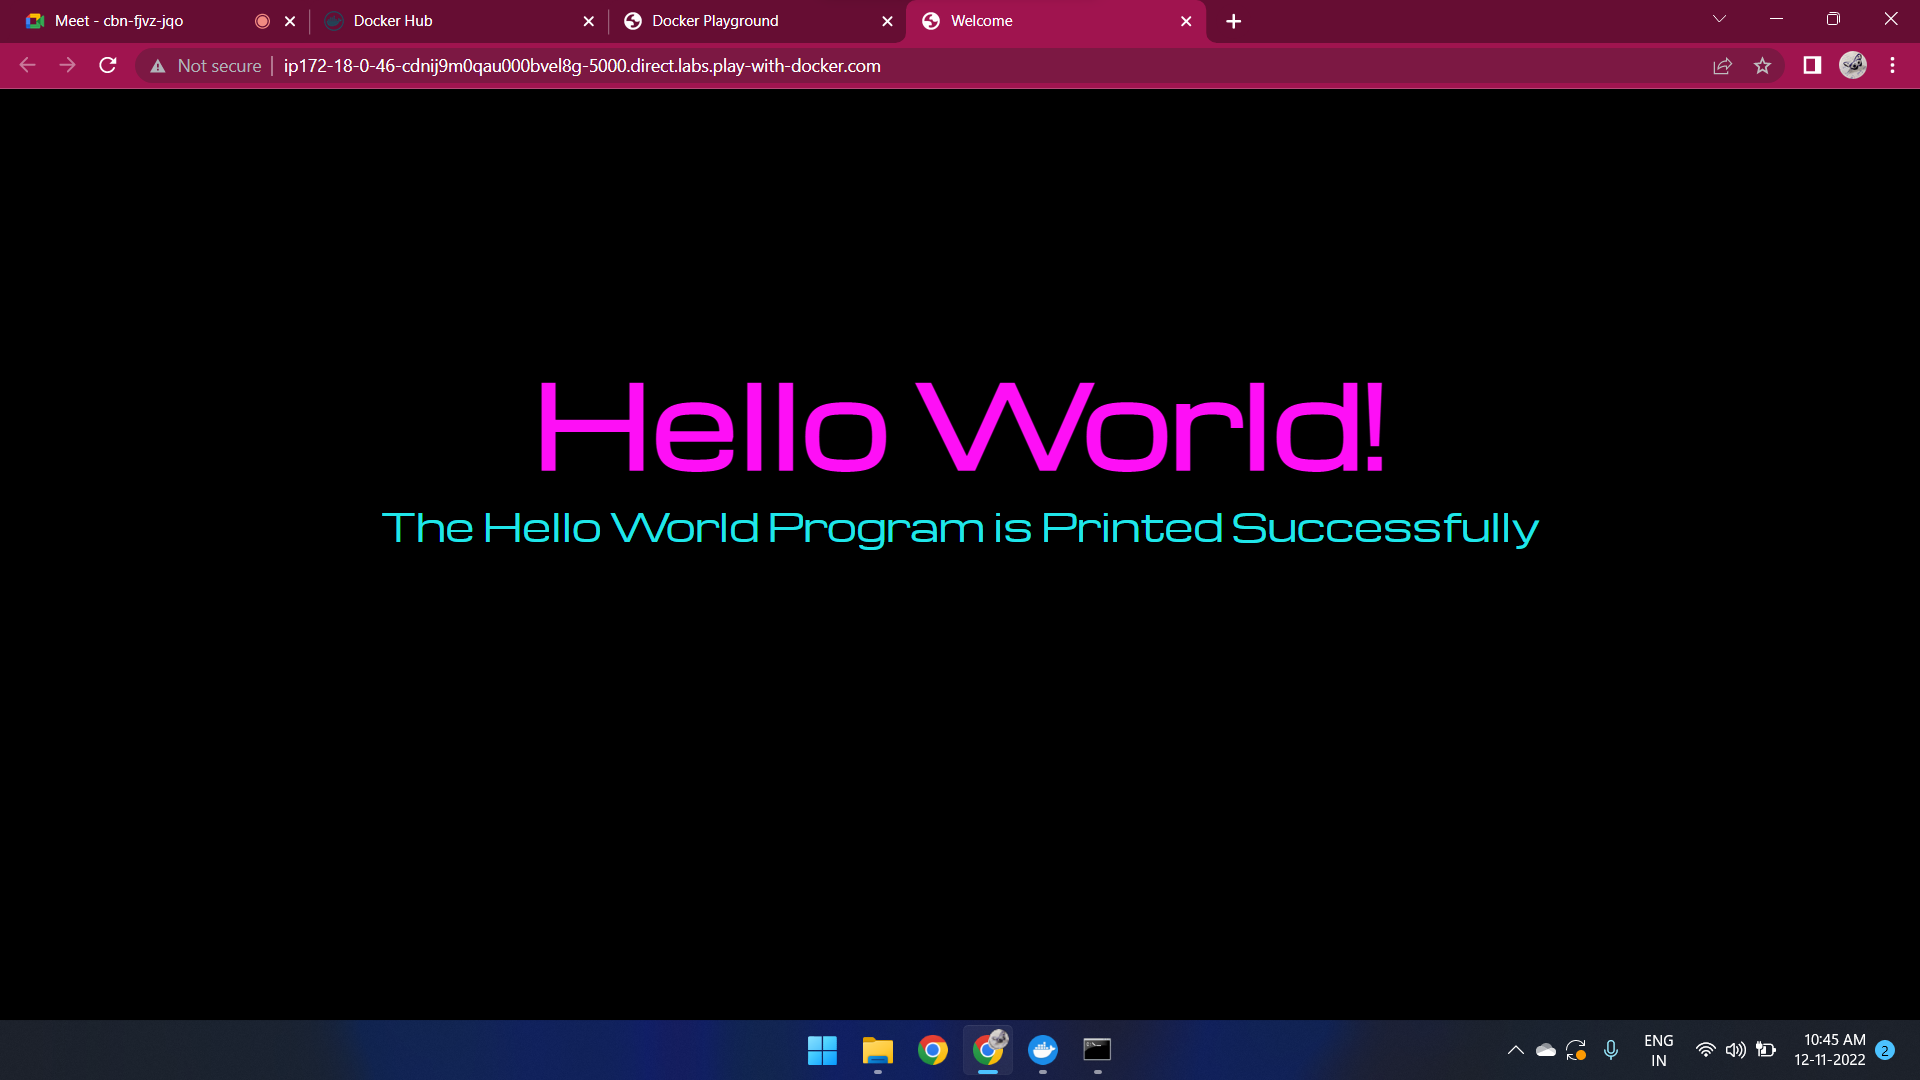 Meet - cbn-fjvz-jqo
Docker Hub
Docker Playground
Welcome
Not secure
ip172-18-0-46-cdnij9m0qau000bvel8g-5000.direct.labs.play-with-docker.com
Hello World!
The Hello World Program is Printed Successfully
ENG
IN
10:45 AM
12-11-2022
2